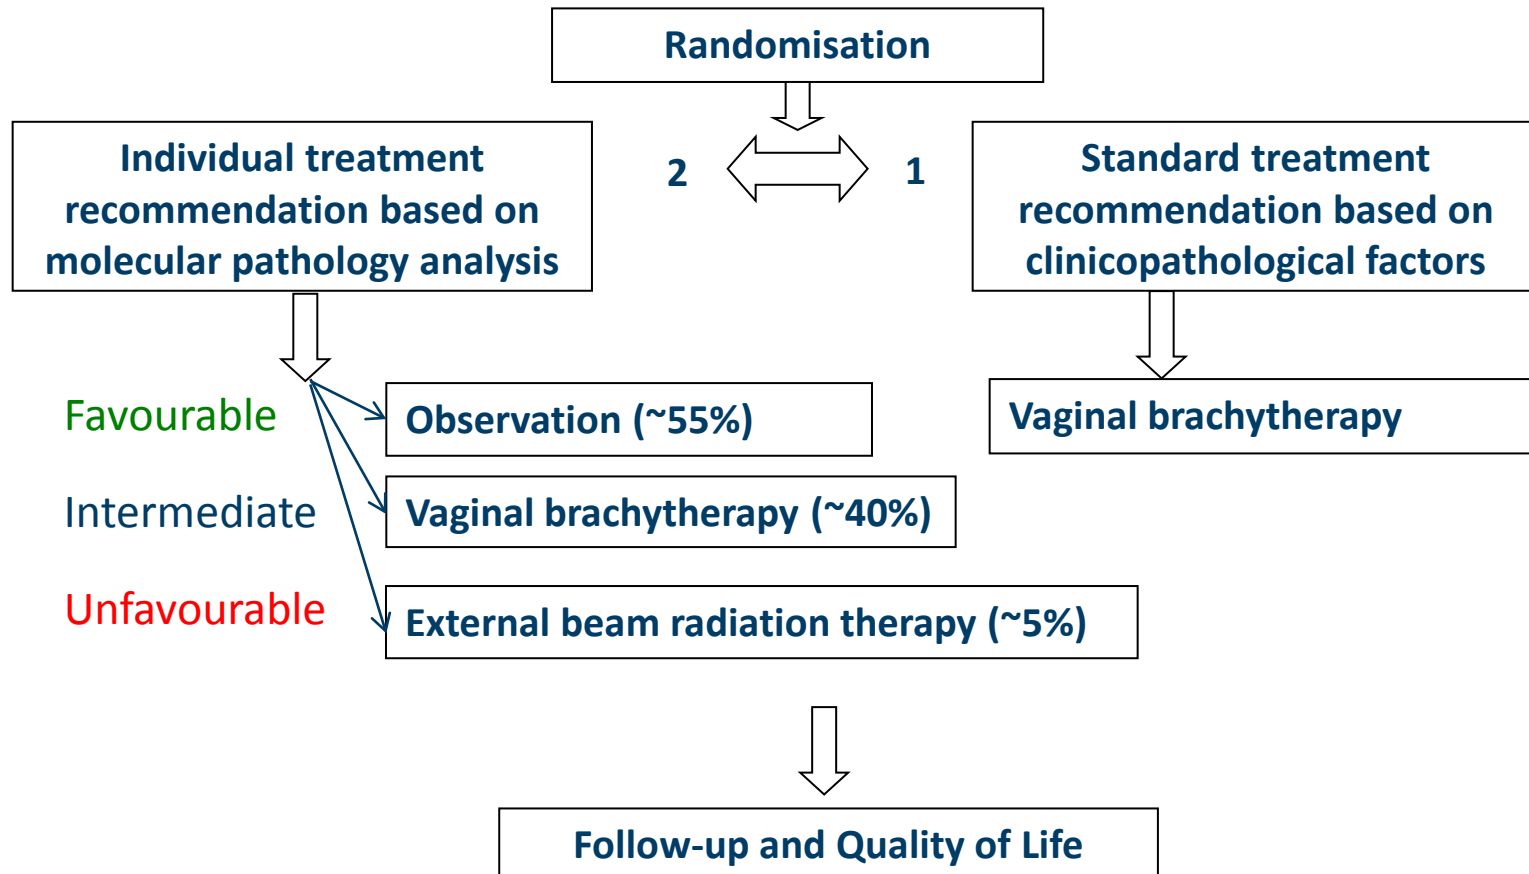 Randomisation
Individual treatment
recommendation based on
molecular pathology analysis
2
1
Standard treatment
recommendation based on
clinicopathological factors
Favourable
Observation (~55%)
Vaginal brachytherapy
Intermediate
Vaginal brachytherapy (~40%)
Unfavourable
External beam radiation therapy (~5%)
Follow-up and Quality of Life